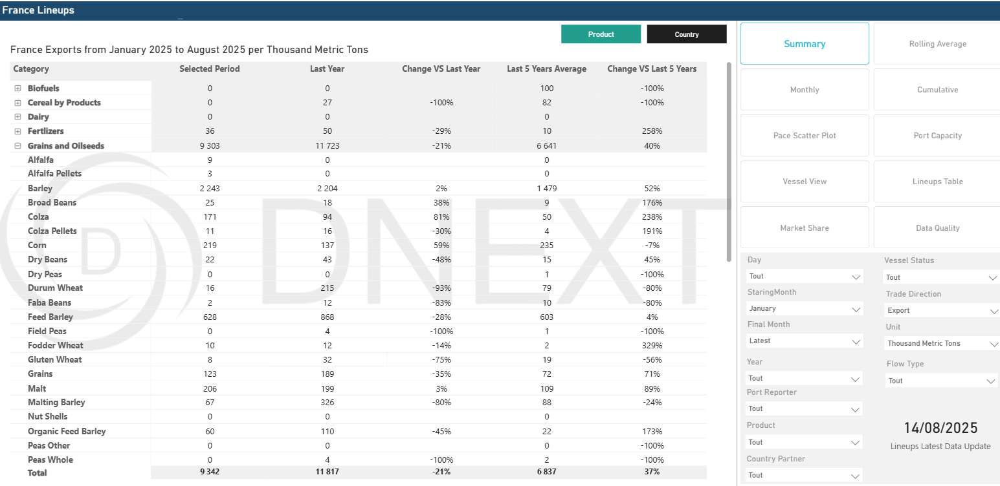 France Lineups
Product Country
France Exports from January 2025 to August 2025 per Thousand Metric Tons
Category Selected Period Last Year Change VS Last Year Last 5 Years Average Change VS Last 5 Years
Biofuels 0 0 100 -100%
Cereal by Products 0 27 -100% 82 -100%
Dairy 0 0 0
Fertlizers 36 50 -29% 10 258%
Grains and Oilseeds 9 303 11 723 -21% 6 641 40%
Alfalfa 9 0 0
Alfalfa Pellets 3 0 0
Barley 2 243 2 204 2% 1 479 52%
Broad Beans 25 18 38% 9 176%
Colza 171 94 81% 50 238%
Colza Pellets 11 16 -30% 4 191%
Corn 219 137 59% 235 -7%
Dry Beans 22 43 -48% 15 45%
Dry Peas 0 0 1 -100%
Durum Wheat 16 215 -93% 79 -80%
Faba Beans 2 12 -83% 10 -80%
Feed Barley 628 868 -28% 603 4%
Field Peas 0 4 -100% 1 -100%
Fodder Wheat 10 12 -14% 2 329%
Gluten Wheat 8 32 -75% 19 -56%
Grains 123 189 -35% 72 71%
Malt 206 199 3% 109 89%
Malting Barley 67 326 -80% 88 -24%
Nut Shells 0 0 0
Organic Feed Barley 60 110 -45% 22 173%
Peas Other 0 0 0 -100%
Peas Whole 0 4 -100% 2 -100%
Total 9 342 11 817 -21% 6 837 37%
D DNEXT
Summary Rolling Average
Monthly Cumulative
Pace Scatter Plot Port Capacity
Vessel View Lineups Table
Market Share Data Quality
Day
Tout
StaringMonth
January
Final Month
Latest
Year
Tout
Port Reporter
Tout
Product
Tout
Country Partner
Tout
Vessel Status
Tout
Trade Direction
Export
Unit
Thousand Metric Tons
Flow Type
Tout
14/08/2025
Lineups Latest Data Update